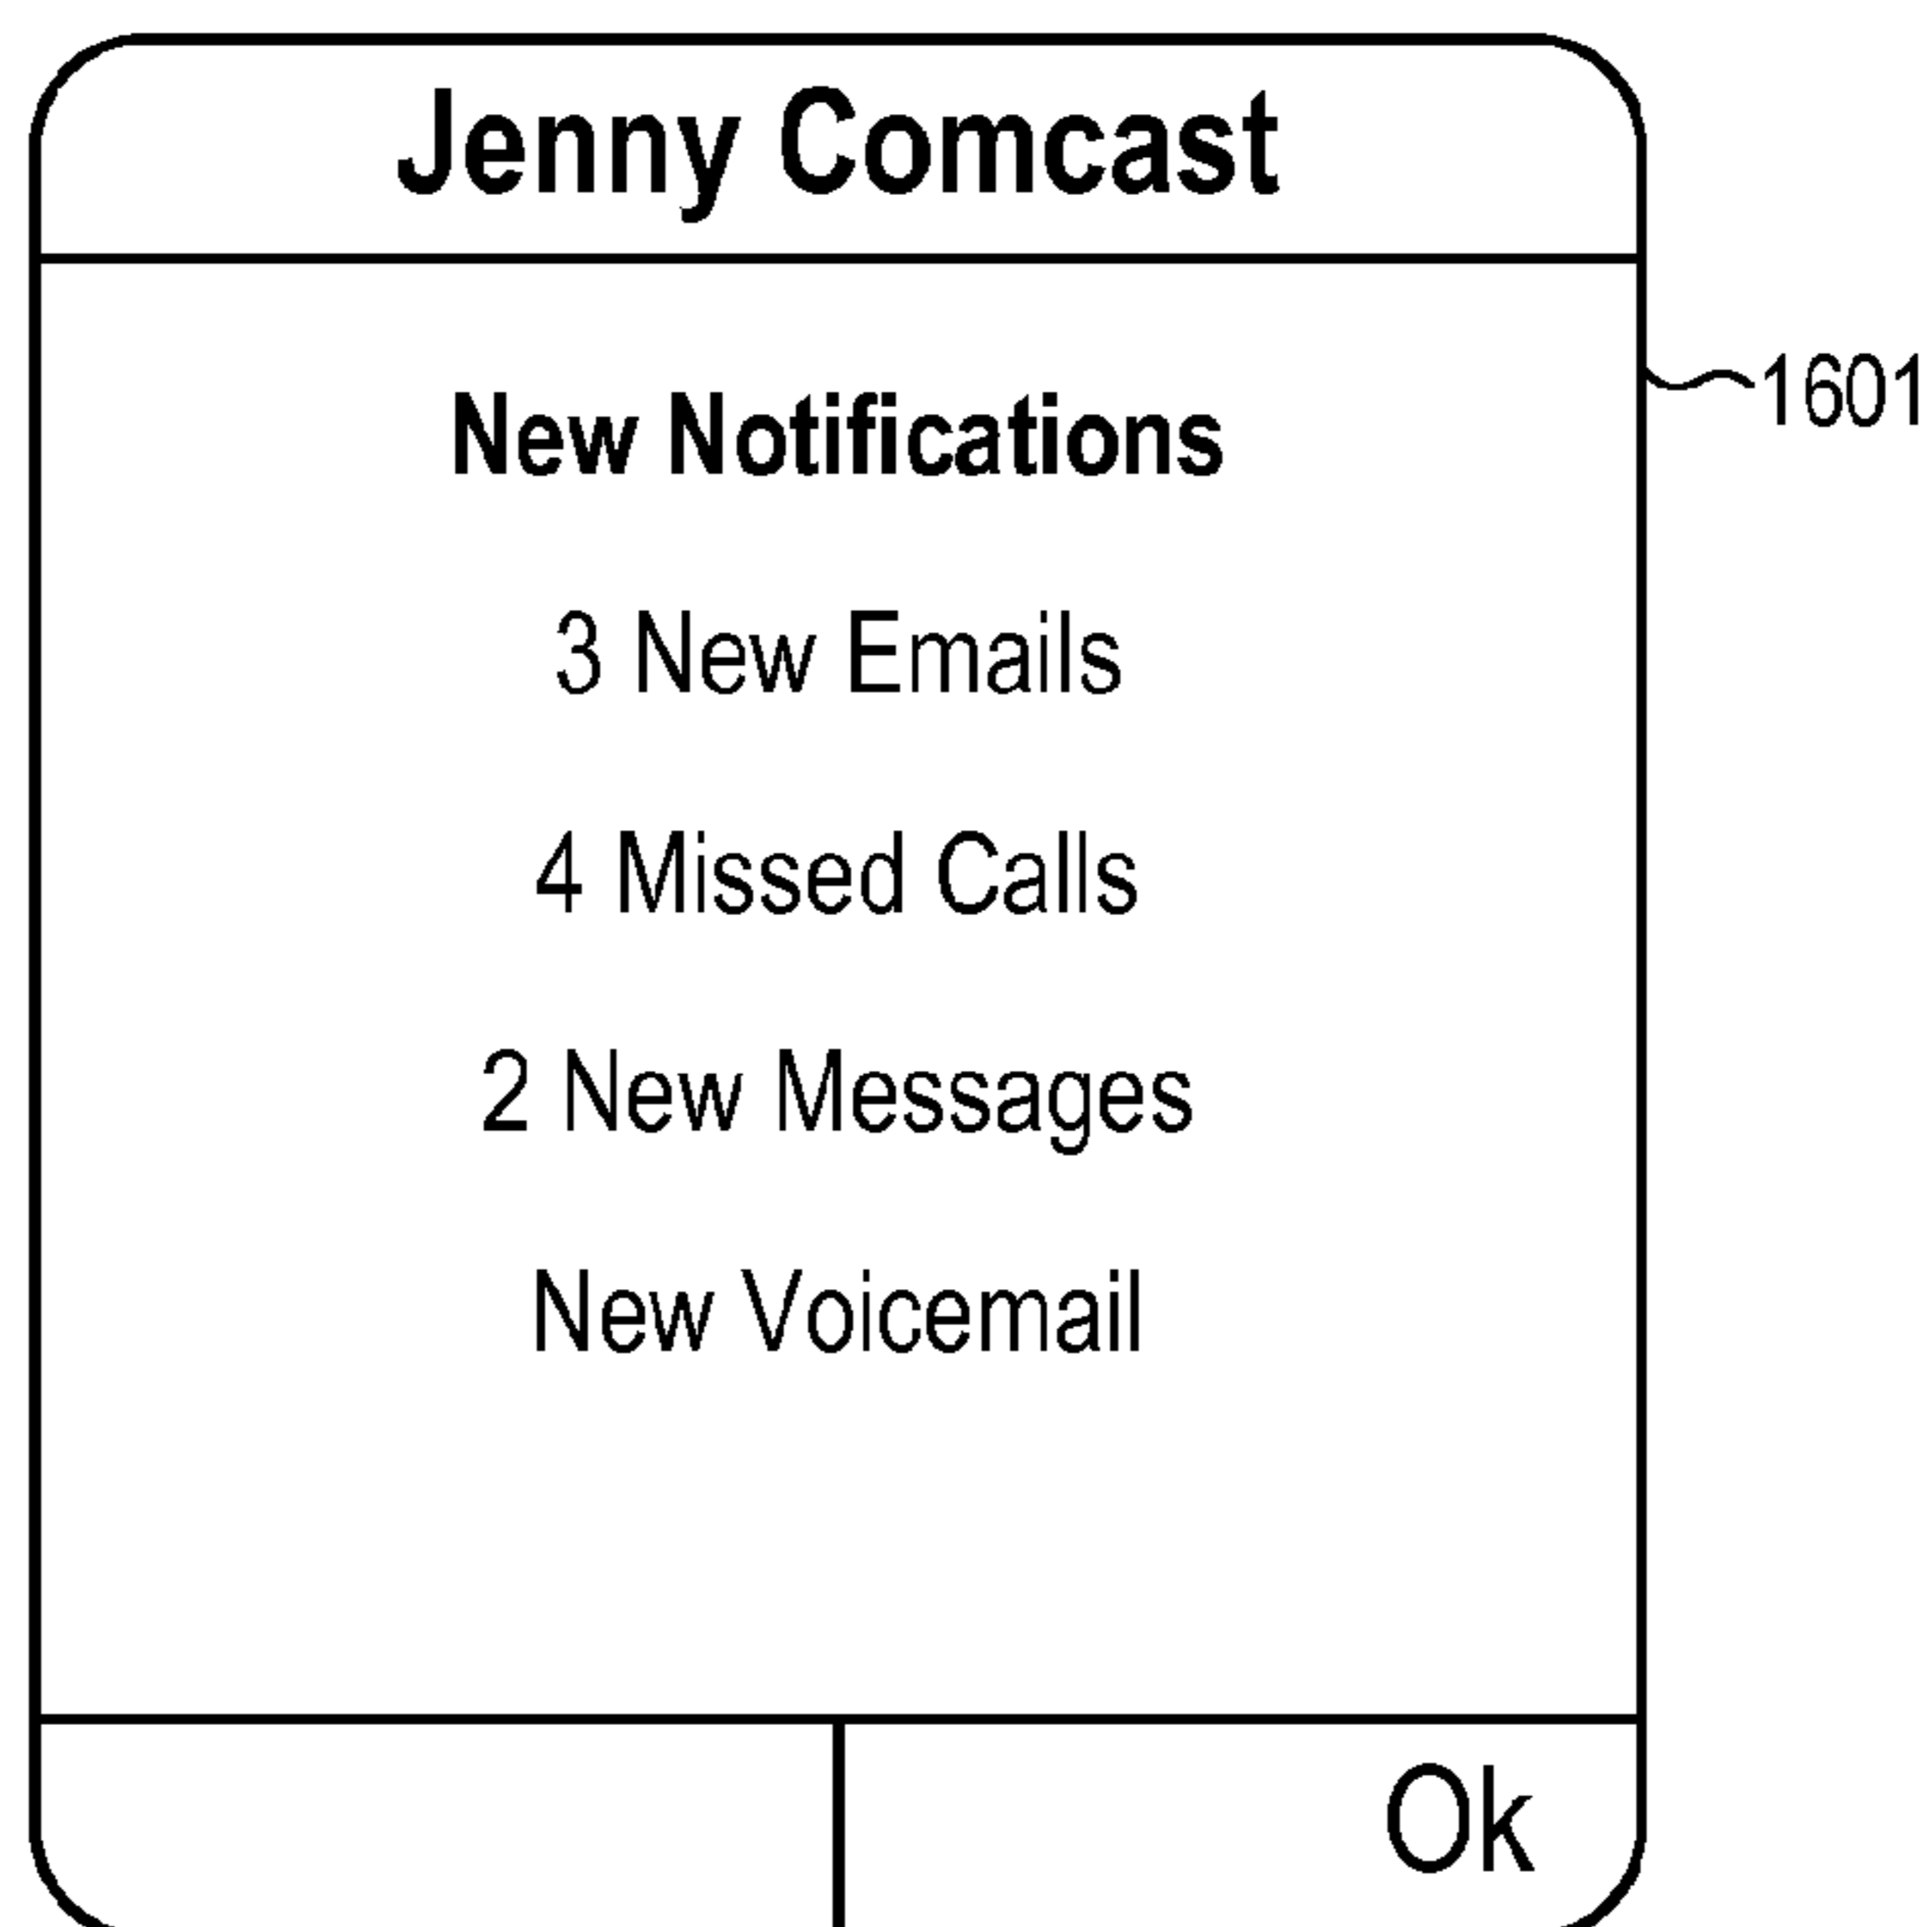 Jenny Comcast
1601
New Notifications
3 New Emails
4 Missed Calls
2 New Messages
New Voicemail
Ok